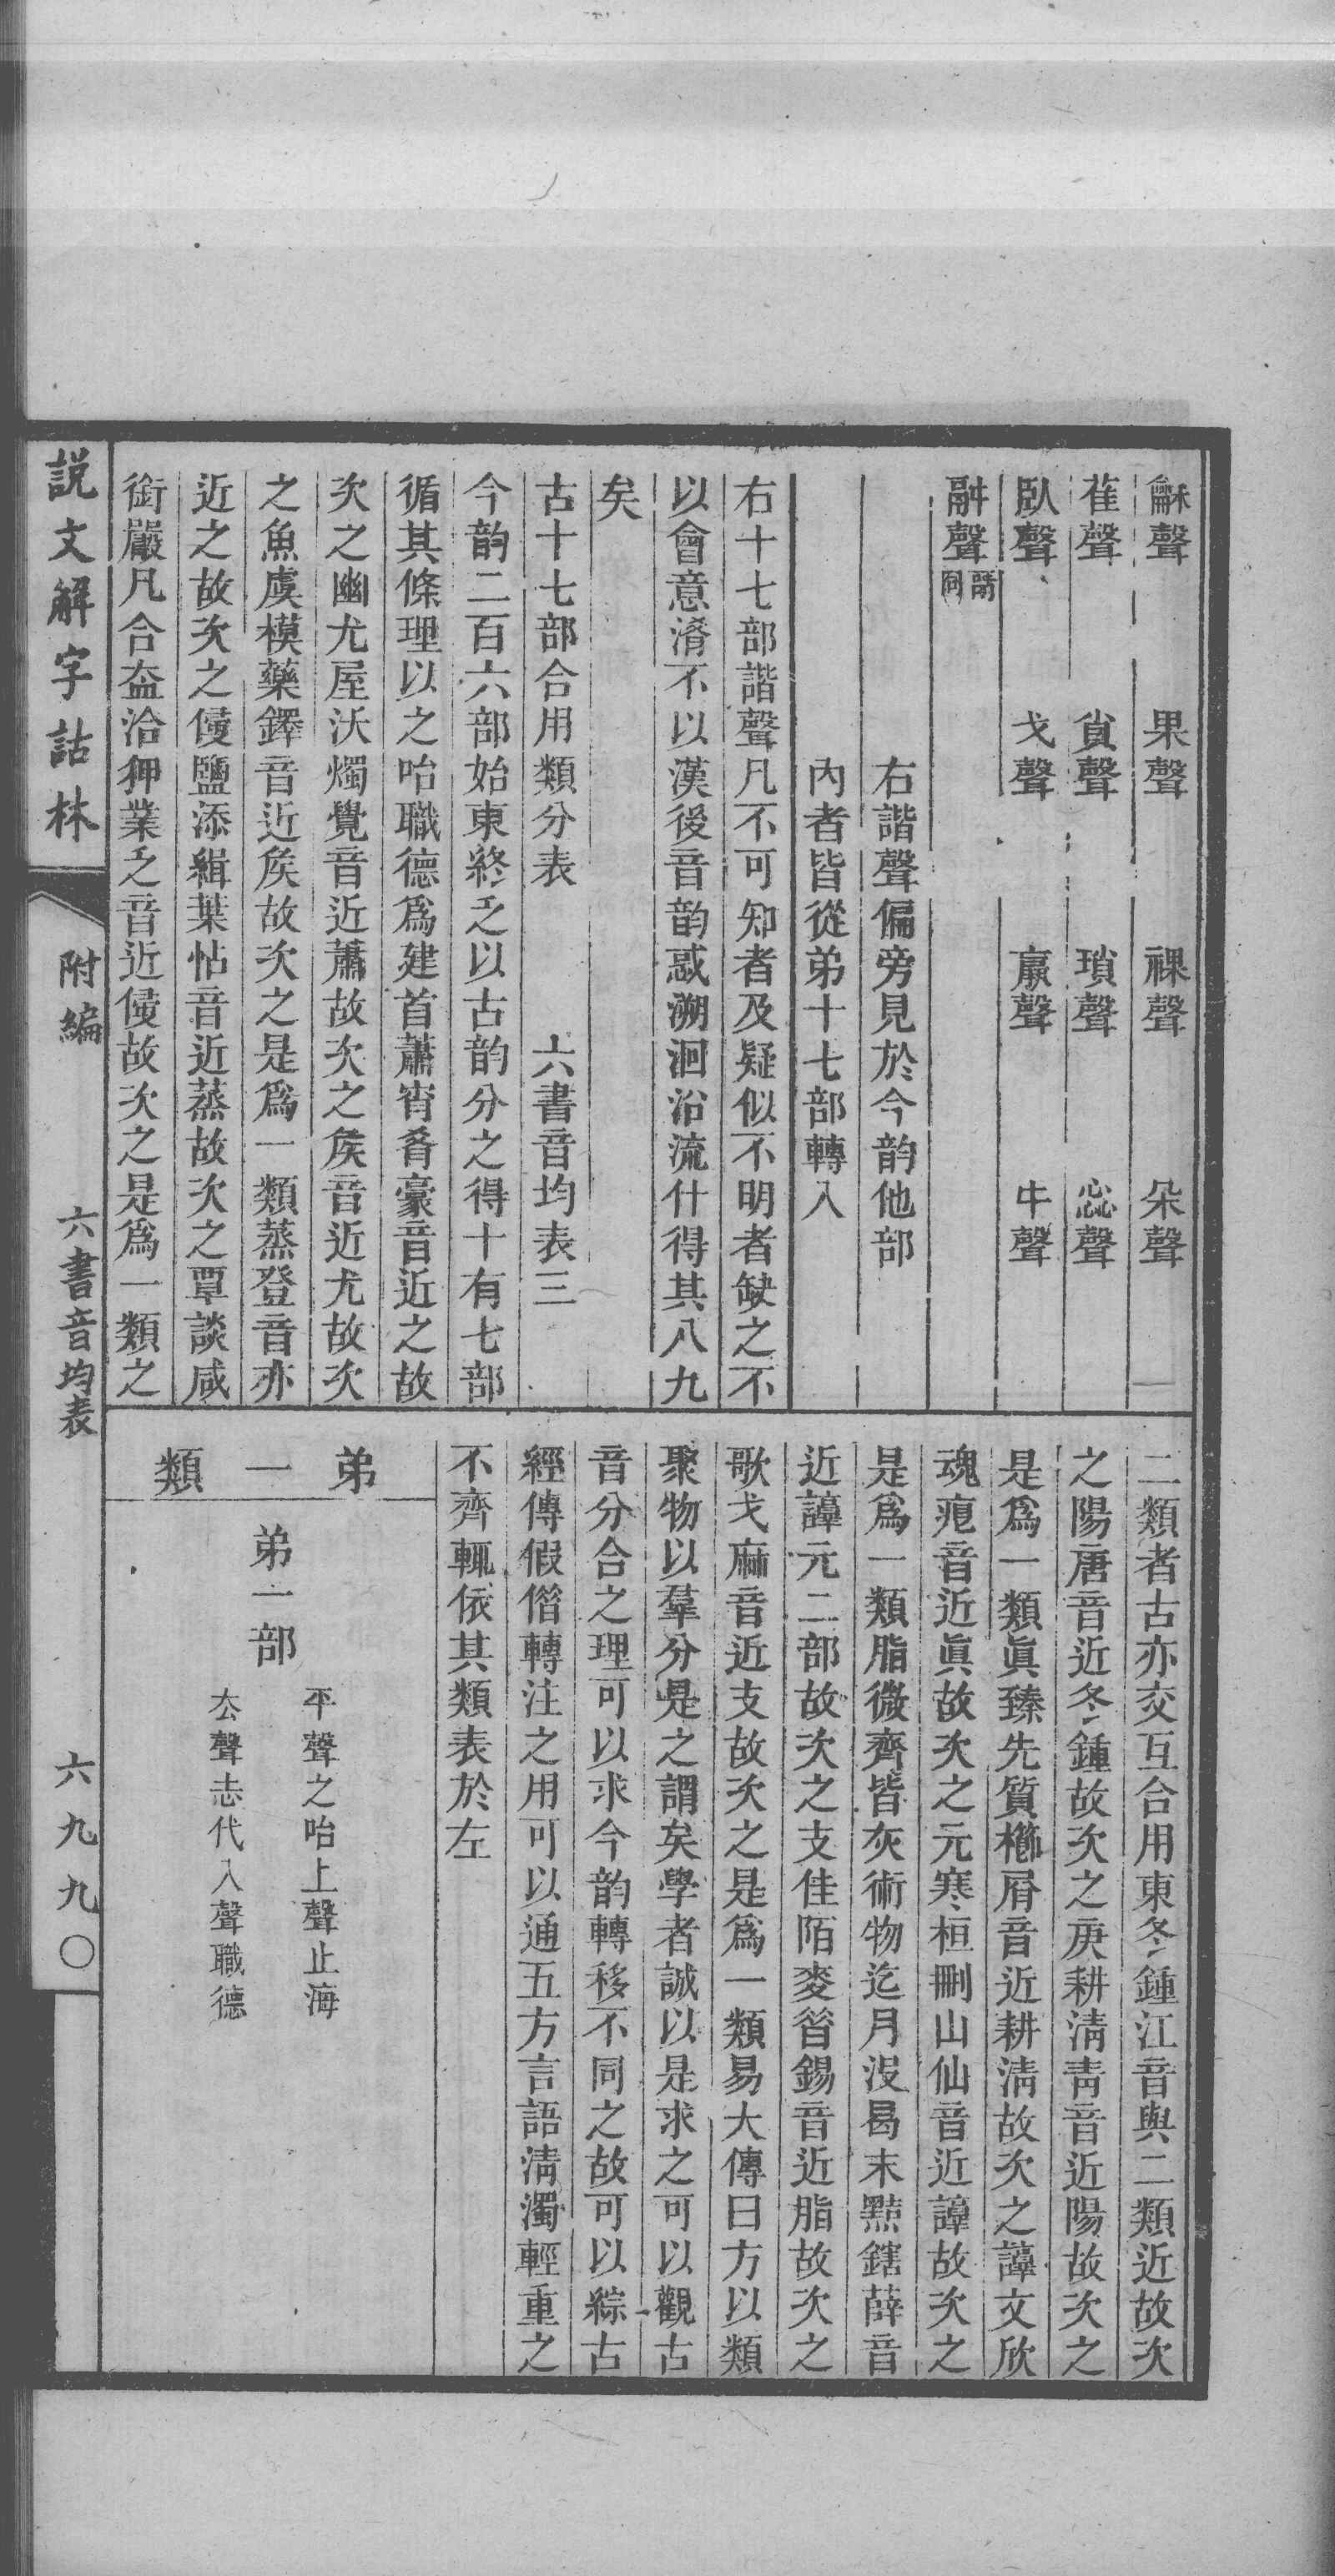 龢聲　果聲　祼聲　朵聲
隺聲　𧴪聲　瑣聲　惢聲
臥聲　戈聲　𣎆聲　㐄聲
𩰲聲
右諧聲偏旁見於今韵他部
內者皆從弟十七部轉入
右十七部諧聲凡不可知者及疑似不明者缺之不
以會意淆不以漢後音韵惑溯洄沿流什得其八九
矣
古十七部合用類分表　六書音均表三
今韵二百六部始東終乏以古韵分之得十有七部
循其條理以之咍職德爲建首蕭宵肴豪音近之故
次之幽尤屋沃燭覺音近蕭故次之矦音近尤故次
之魚虞模藥鐸音近矦故次之是爲一類蒸登音亦
近之故次之侵鹽添緝葉怗音近蒸故次之覃談咸
銜嚴凡合盍洽狎業乏音近侵故次之是爲一類之
二類者古亦交互合用東冬鍾江音與二類近故次
之陽唐音近冬鍾故次之庚耕淸靑音近陽故次之
是爲一類眞臻先質櫛屑音近耕淸故次之諄文欣
魂痕音近眞故次之元寒桓刪山仙音近諄故次之
是爲一類脂微齊皆灰術物迄月沒曷末黠鎋薛音
近諄元二部故次之支佳陌麥昔錫音近脂故次之
歌戈麻音近支故次之是爲一類易大傳曰方以類
聚物以羣分是之謂矣學者誠以是求之可以觀古
音分合之理可以求今韵轉移不同之故可以綜古
經傳假借轉注之用可以通五方言語淸濁輕重之
不齊輒依其類表於左
弟一類
弟一部
平聲之咍上聲止海
去聲志代入聲職德
說文解字詁林
附編
六書音均表
六九九〇